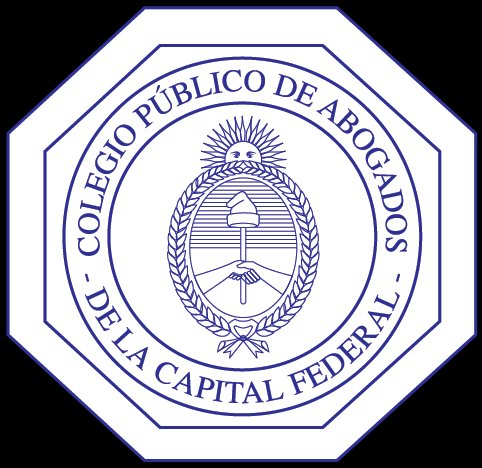 COLEGIO PÚBLICO DE ABOGADOS
- DE LA CAPITAL FEDERAL -